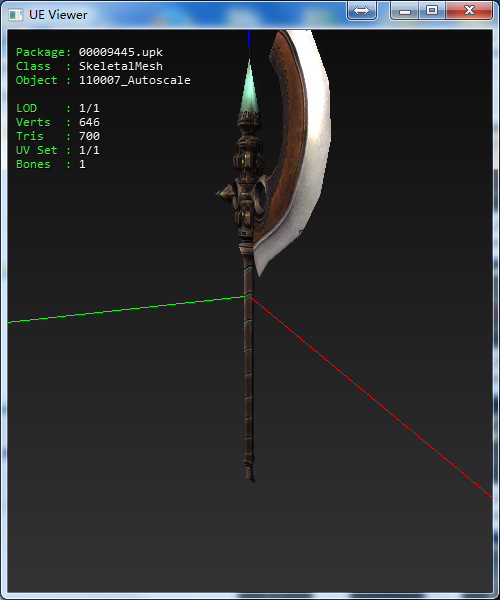 UE Viewer
Package: 00009445.upk
Class : SkeletalMesh
Object : 110007_Autoscale
LOD : 1/1
Verts : 646
Tris : 700
UV Set : 1/1
Bones : 1